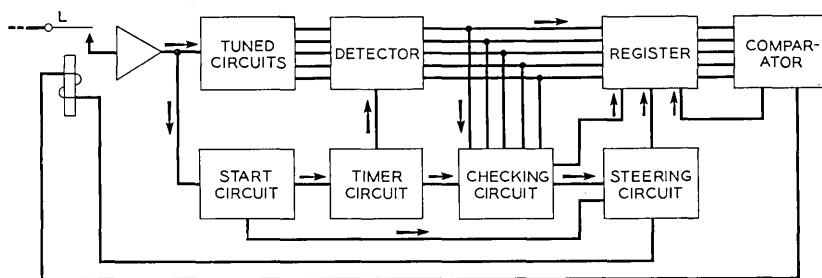 L
TUNED
CIRCUITS
DETECTOR
REGISTER
COMPAR-
ATOR
START
CIRCUIT
TIMER
CIRCUIT
CHECKING
CIRCUIT
STEERING
CIRCUIT